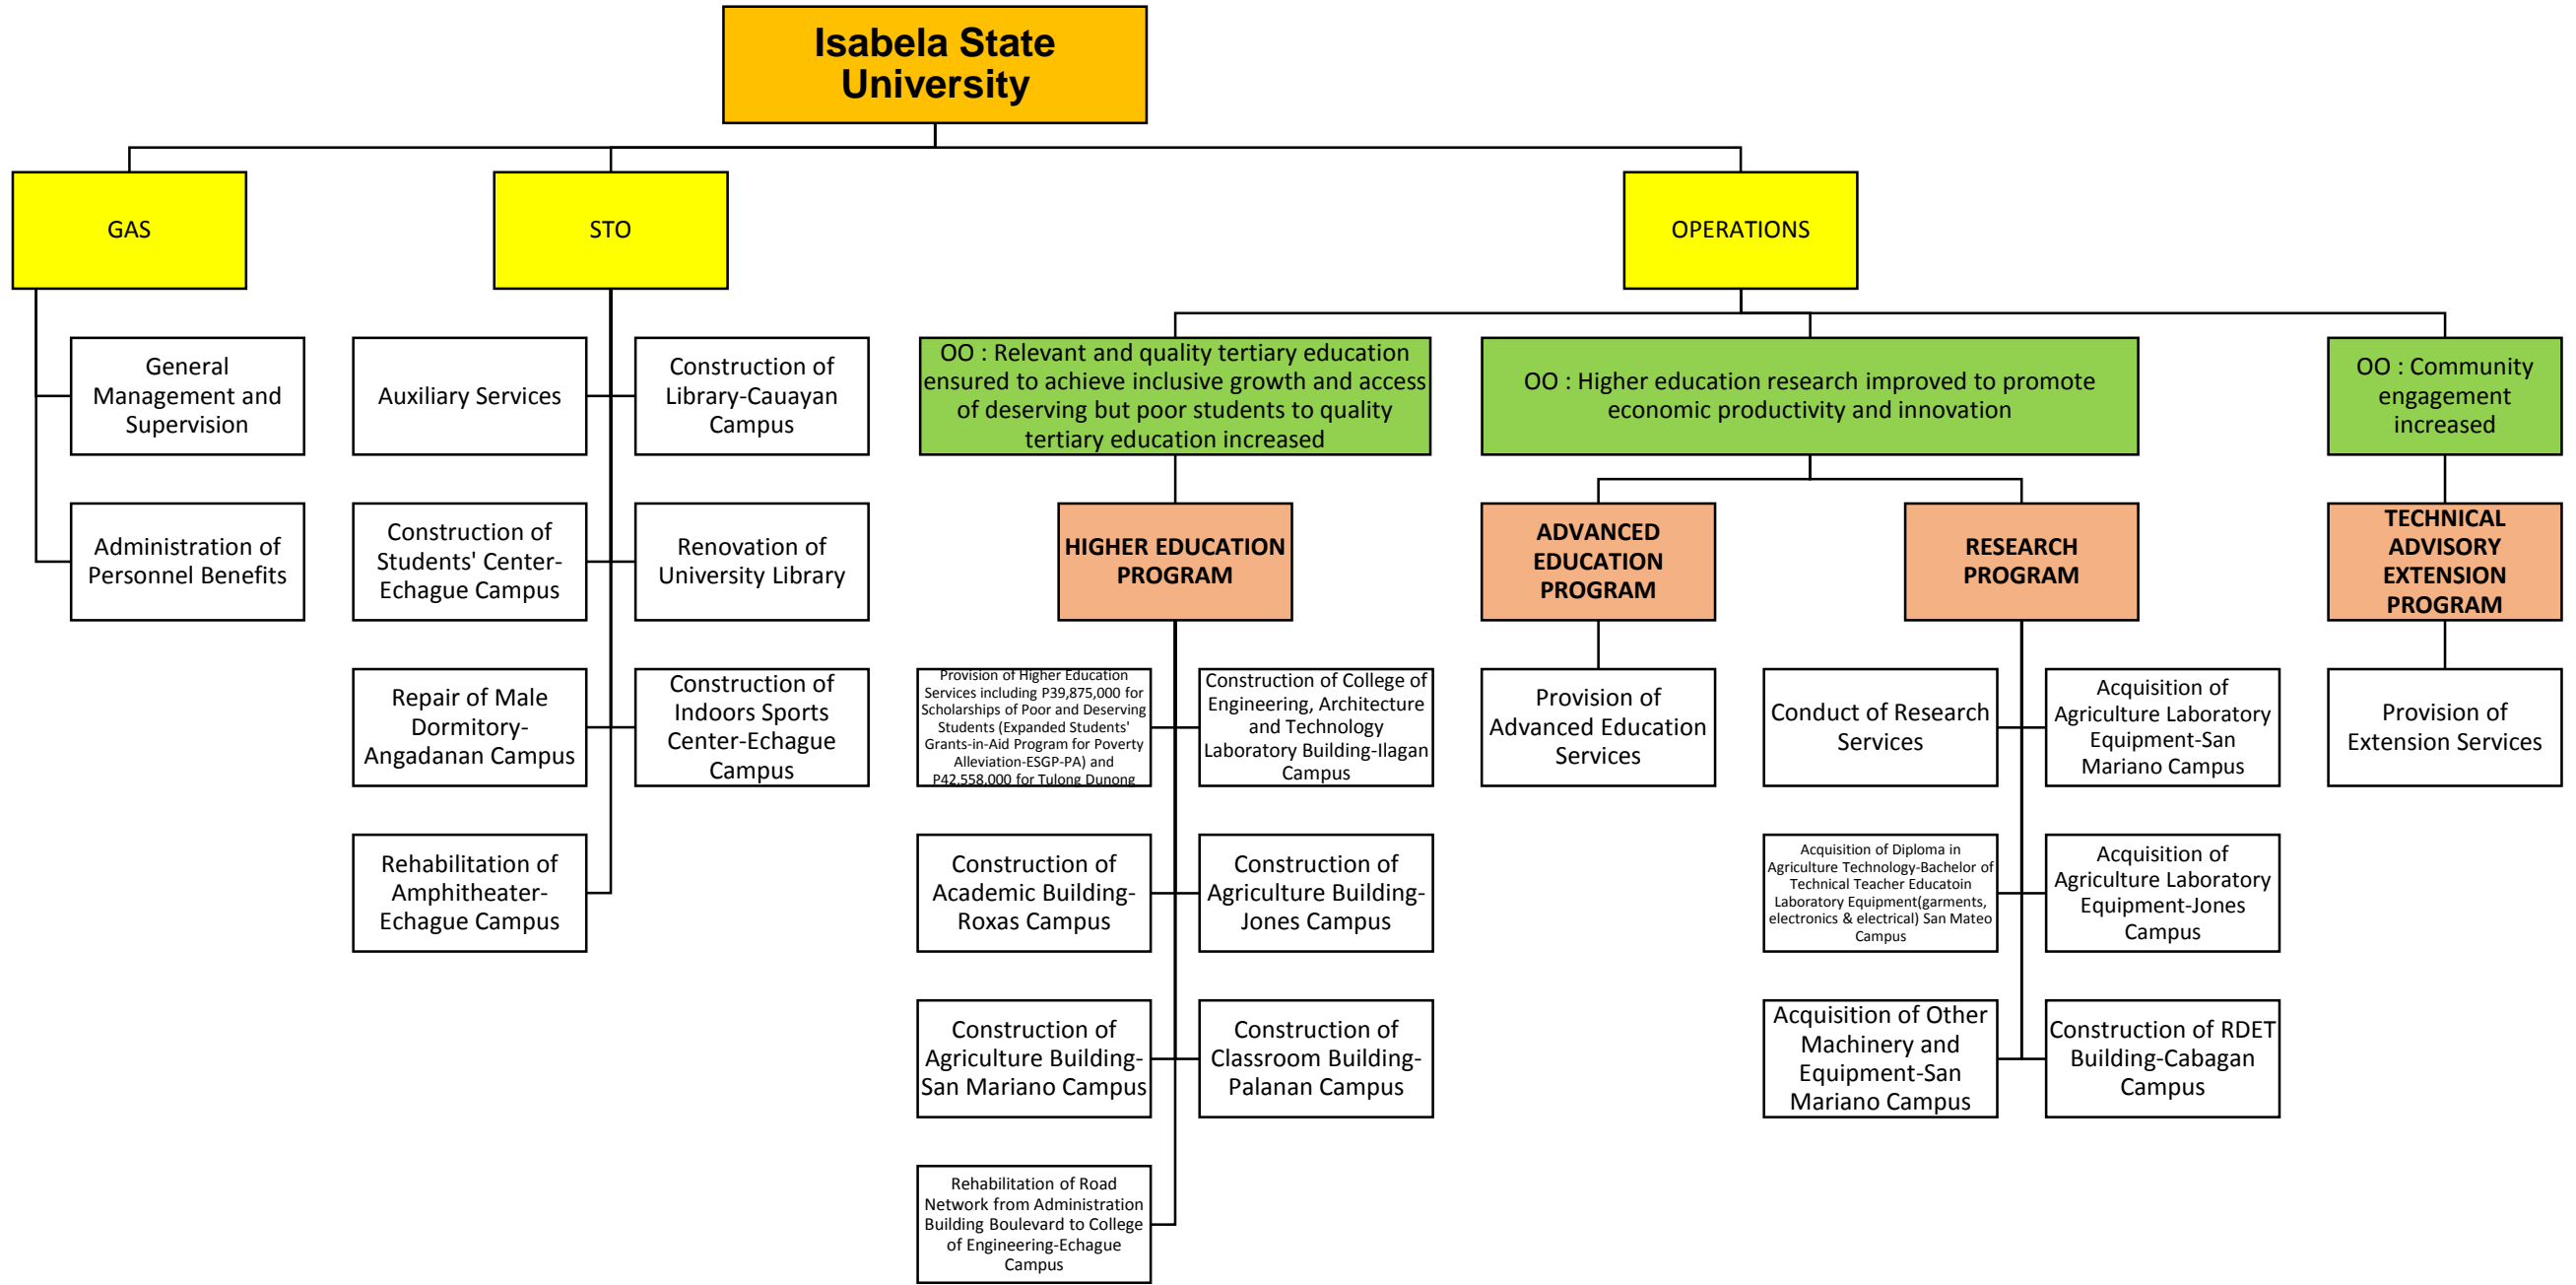 Isabela State
University
GAS
STO
OPERATIONS
General
Management and
Supervision
Administration of
Personnel Benefits
Auxiliary Services
Construction of
Library-Cauayan
Campus
Construction of
Students' Center-
Echague Campus
Renovation of
University Library
Repair of Male
Dormitory-
Angadanan Campus
Construction of
Indoors Sports
Center-Echague
Campus
Rehabilitation of
Amphitheater-
Echague Campus
OO : Relevant and quality tertiary education
ensured to achieve inclusive growth and access
of deserving but poor students to quality
tertiary education increased
HIGHER EDUCATION
PROGRAM
Provision of Higher Education
Services including P39,875,000 for
Scholarships of Poor and Deserving
Students (Expanded Students'
Grants-in-Aid Program for Poverty
Alleviation-ESGP-PA) and
P42,558,000 for Tulong Dunong
Construction of College of
Engineering, Architecture
and Technology
Laboratory Building-Ilagan
Campus
Construction of
Academic Building-
Roxas Campus
Construction of
Agriculture Building-
Jones Campus
Construction of
Agriculture Building-
San Mariano Campus
Construction of
Classroom Building-
Palanan Campus
Rehabilitation of Road
Network from Administration
Building Boulevard to College
of Engineering-Echague
Campus
OO : Higher education research improved to promote
economic productivity and innovation
ADVANCED
EDUCATION
PROGRAM
Provision of
Advanced Education
Services
RESEARCH
PROGRAM
Conduct of Research
Services
Acquisition of
Agriculture Laboratory
Equipment-San
Mariano Campus
Acquisition of Diploma in
Agriculture Technology-Bachelor of
Technical Teacher Educatoin
Laboratory Equipment(garments,
electronics & electrical) San Mateo
Campus
Acquisition of
Agriculture Laboratory
Equipment-Jones
Campus
Acquisition of Other
Machinery and
Equipment-San
Mariano Campus
Construction of RDET
Building-Cabagan
Campus
OO : Community
engagement
increased
TECHNICAL
ADVISORY
EXTENSION
PROGRAM
Provision of
Extension Services